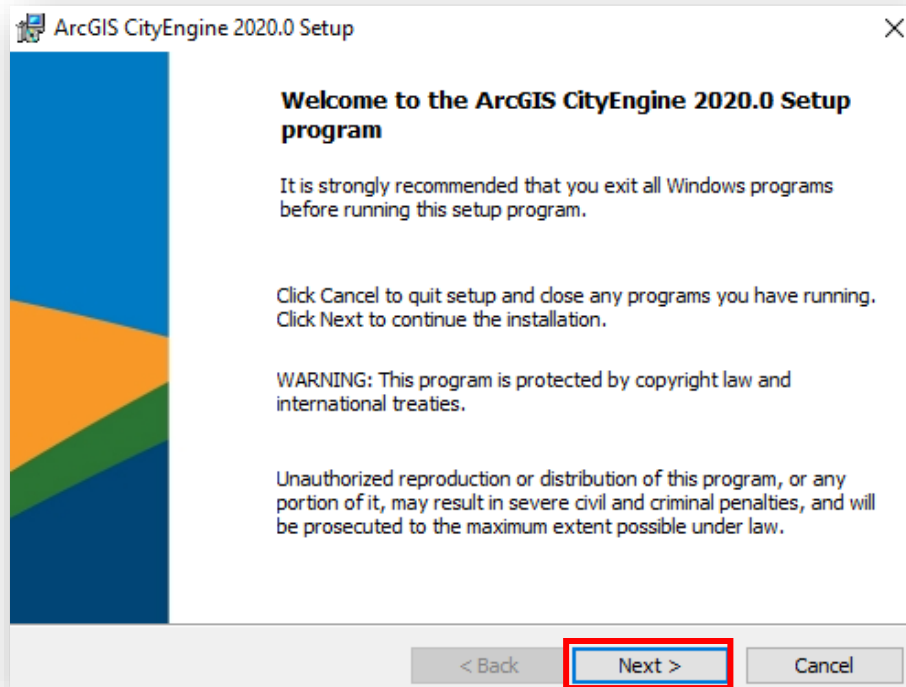 ArcGIS CityEngine 2020.0 Setup
Welcome to the ArcGIS CityEngine 2020.0 Setup
program
It is strongly recommended that you exit all Windows programs
before running this setup program.
Click Cancel to quit setup and close any programs you have running.
Click Next to continue the installation.
WARNING: This program is protected by copyright law and
international treaties.
Unauthorized reproduction or distribution of this program, or any
portion of it, may result in severe civil and criminal penalties, and will
be prosecuted to the maximum extent possible under law.
< Back Next > Cancel